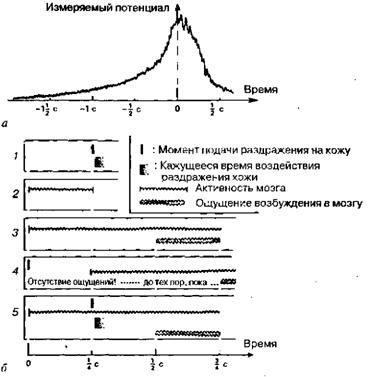 Измеряемый потенциал
Время
-1½ с -1 с -½ с 0 ½ с
а
1
: Момент подачи раздражения на кожу
: Кажущееся время воздействия
раздражения кожи
2
Активность мозга
Ощущение возбуждения в мозгу
3
4
Отсутствие ощущений! ....... до тех пор, пока ...
5
Время
б
0 ¼ с ½ с ¾ с